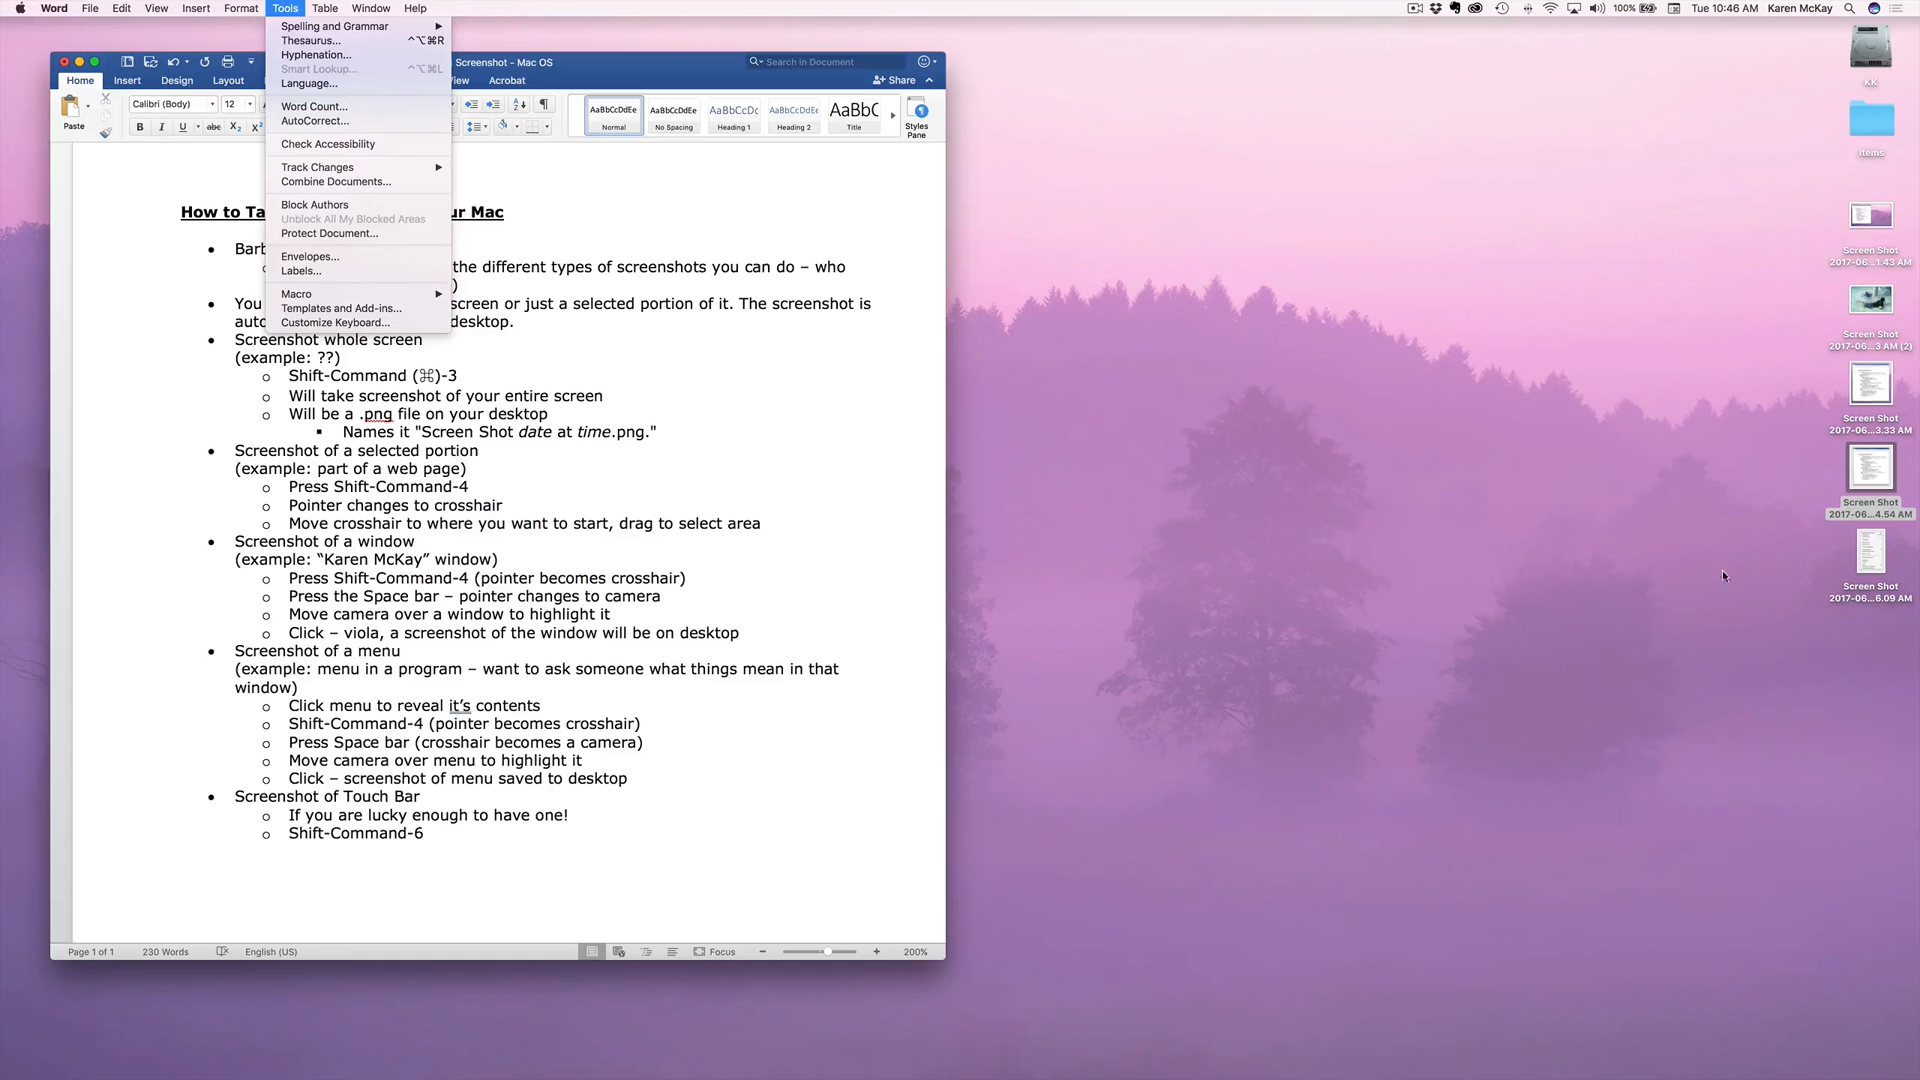 Word File Edit View Insert Format Tools Table Window Help
100% Tue 10:46 AM Karen McKay
Spelling and Grammar
Thesaurus... ^⌥⌘R
Hyphenation...
Smart Lookup... ^⌥⌘L
Language...
Word Count...
AutoCorrect...
Check Accessibility
Track Changes
Combine Documents...
Block Authors
Unblock All My Blocked Areas
Protect Document...
Envelopes...
Labels...
Macro
Templates and Add-ins...
Customize Keyboard...
Screenshot - Mac OS
Search in Document
Home Insert Design Layout View Acrobat
Share
Paste
Calibri (Body) 12
B I U abc X₂ X²
AaBbCcDdEe AaBbCcDdEe AaBbCcDc AaBbCcDdEe AaBbC
Normal No Spacing Heading 1 Heading 2 Title
Styles
Pane
How to Ta ur Mac
• Bark
o the different types of screenshots you can do – who
)
• You screen or just a selected portion of it. The screenshot is
auto desktop.
• Screenshot whole screen
(example: ??)
o Shift-Command (⌘)-3
o Will take screenshot of your entire screen
o Will be a .png file on your desktop
▪ Names it "Screen Shot date at time.png."
• Screenshot of a selected portion
(example: part of a web page)
o Press Shift-Command-4
o Pointer changes to crosshair
o Move crosshair to where you want to start, drag to select area
• Screenshot of a window
(example: “Karen McKay” window)
o Press Shift-Command-4 (pointer becomes crosshair)
o Press the Space bar – pointer changes to camera
o Move camera over a window to highlight it
o Click – viola, a screenshot of the window will be on desktop
• Screenshot of a menu
(example: menu in a program – want to ask someone what things mean in that
window)
o Click menu to reveal it’s contents
o Shift-Command-4 (pointer becomes crosshair)
o Press Space bar (crosshair becomes a camera)
o Move camera over menu to highlight it
o Click – screenshot of menu saved to desktop
• Screenshot of Touch Bar
o If you are lucky enough to have one!
o Shift-Command-6
Page 1 of 1 230 Words English (US) Focus 200%
KK
items
Screen Shot
2017-06...1.43 AM
Screen Shot
2017-06...3 AM (2)
Screen Shot
2017-06...3.33 AM
Screen Shot
2017-06...4.54 AM
Screen Shot
2017-06...6.09 AM